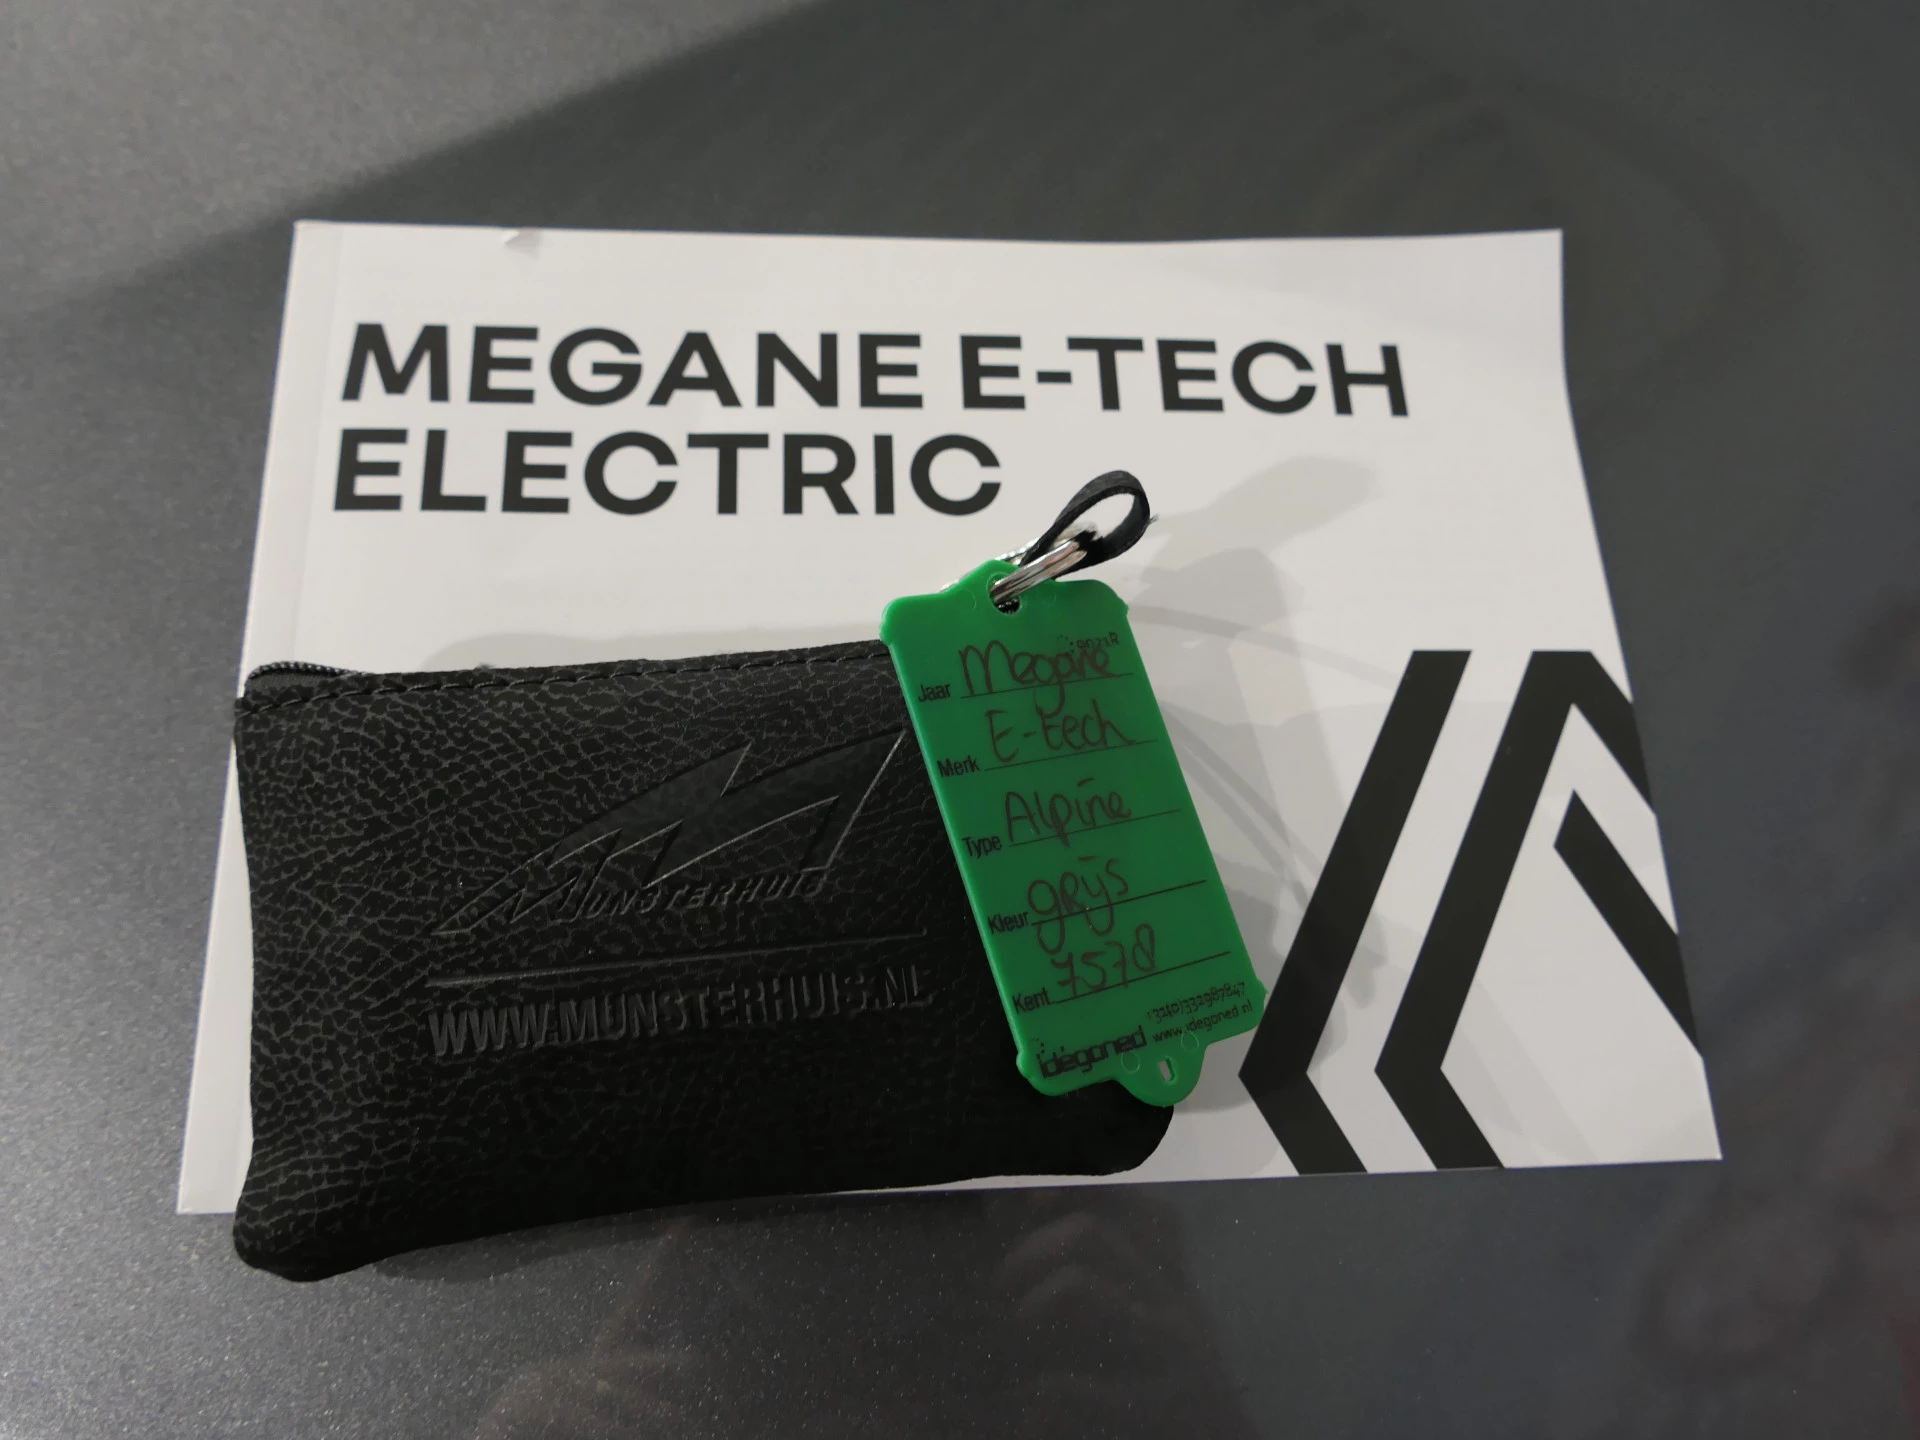 MEGANE E-TECH
ELECTRIC
MUNSTERHUIS
WWW.MUNSTERHUIS.NL
9021R
Jaar Megane
Merk E-tech
Type Alpine
Kleur grijs
Kent. 7578
idegoned
www.idegoned.nl